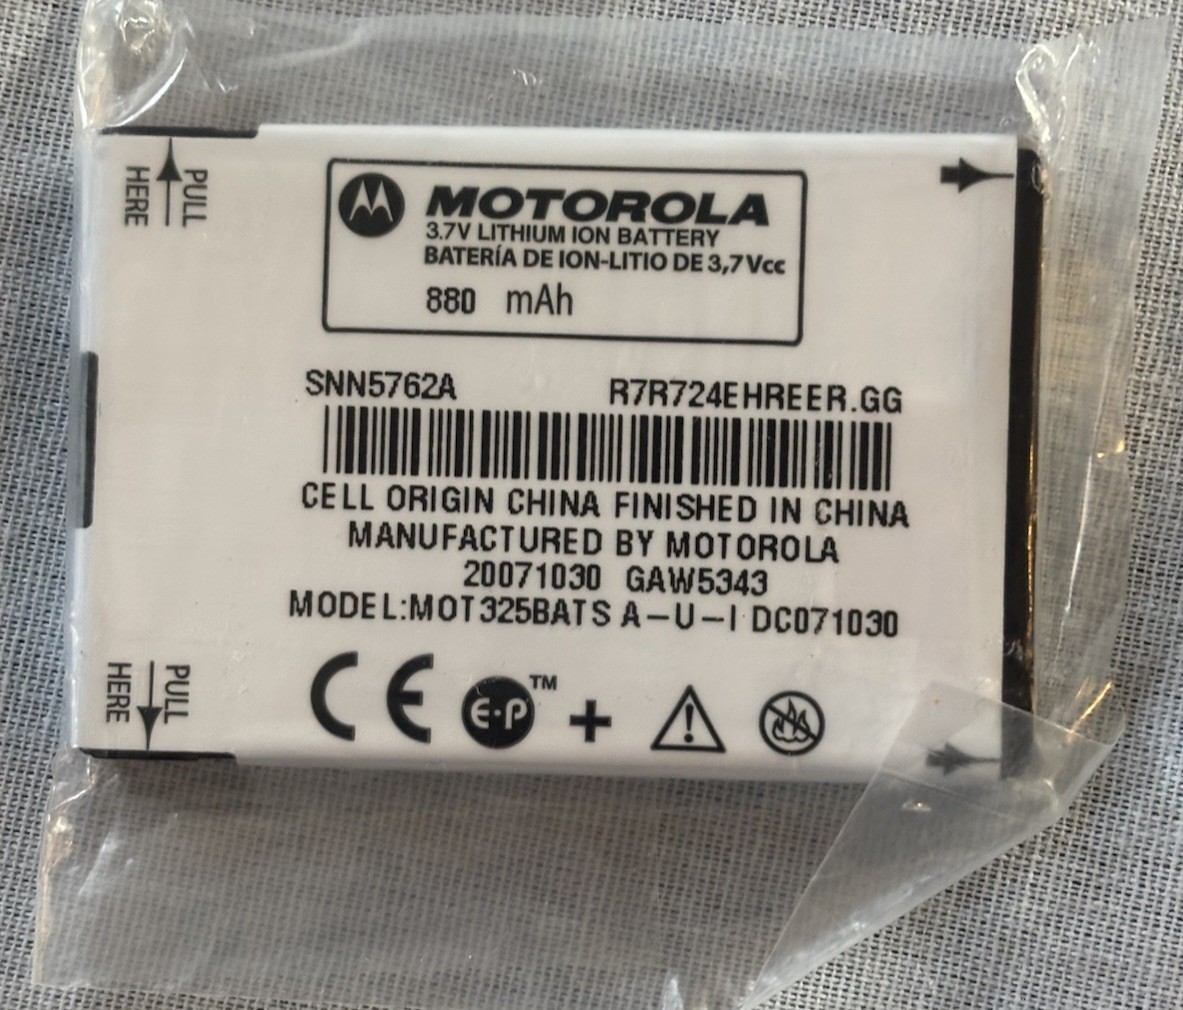 PULL
HERE
MOTOROLA
3.7V LITHIUM ION BATTERY
BATERÍA DE ION-LITIO DE 3,7Vcc
880 mAh
SNN5762A R7R724EHREER.GG
CELL ORIGIN CHINA FINISHED IN CHINA
MANUFACTURED BY MOTOROLA
20071030 GAW5343
MODEL:MOT325BATS A-U-I DC071030
PULL
HERE
CE E·P™ +